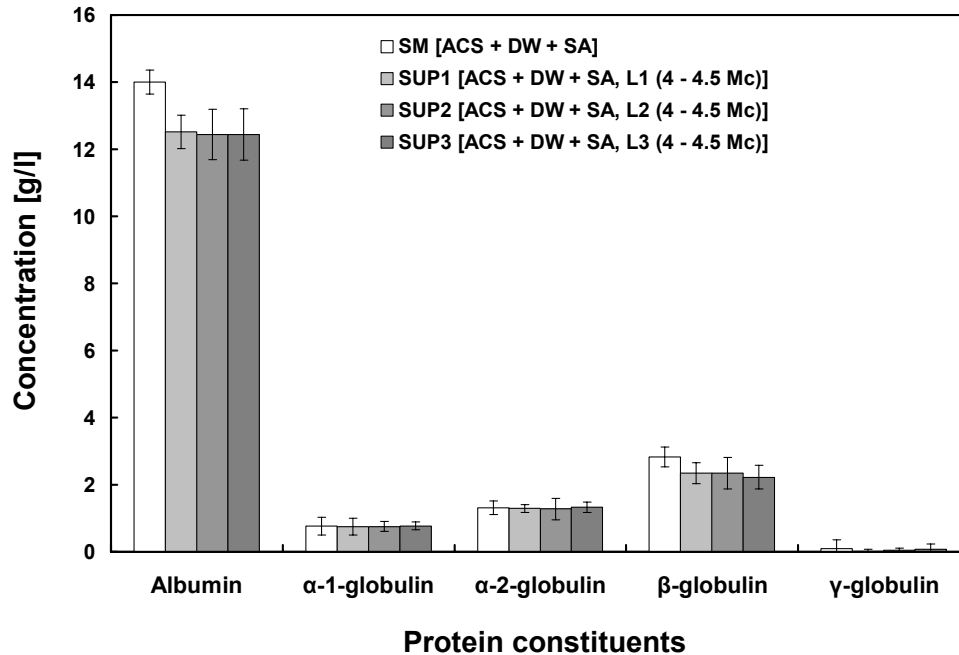 Concentration [g/l]
16
14
12
10
8
6
4
2
0
SM [ACS + DW + SA]
SUP1 [ACS + DW + SA, L1 (4 - 4.5 Mc)]
SUP2 [ACS + DW + SA, L2 (4 - 4.5 Mc)]
SUP3 [ACS + DW + SA, L3 (4 - 4.5 Mc)]
Albumin α-1-globulin α-2-globulin β-globulin γ-globulin
Protein constituents